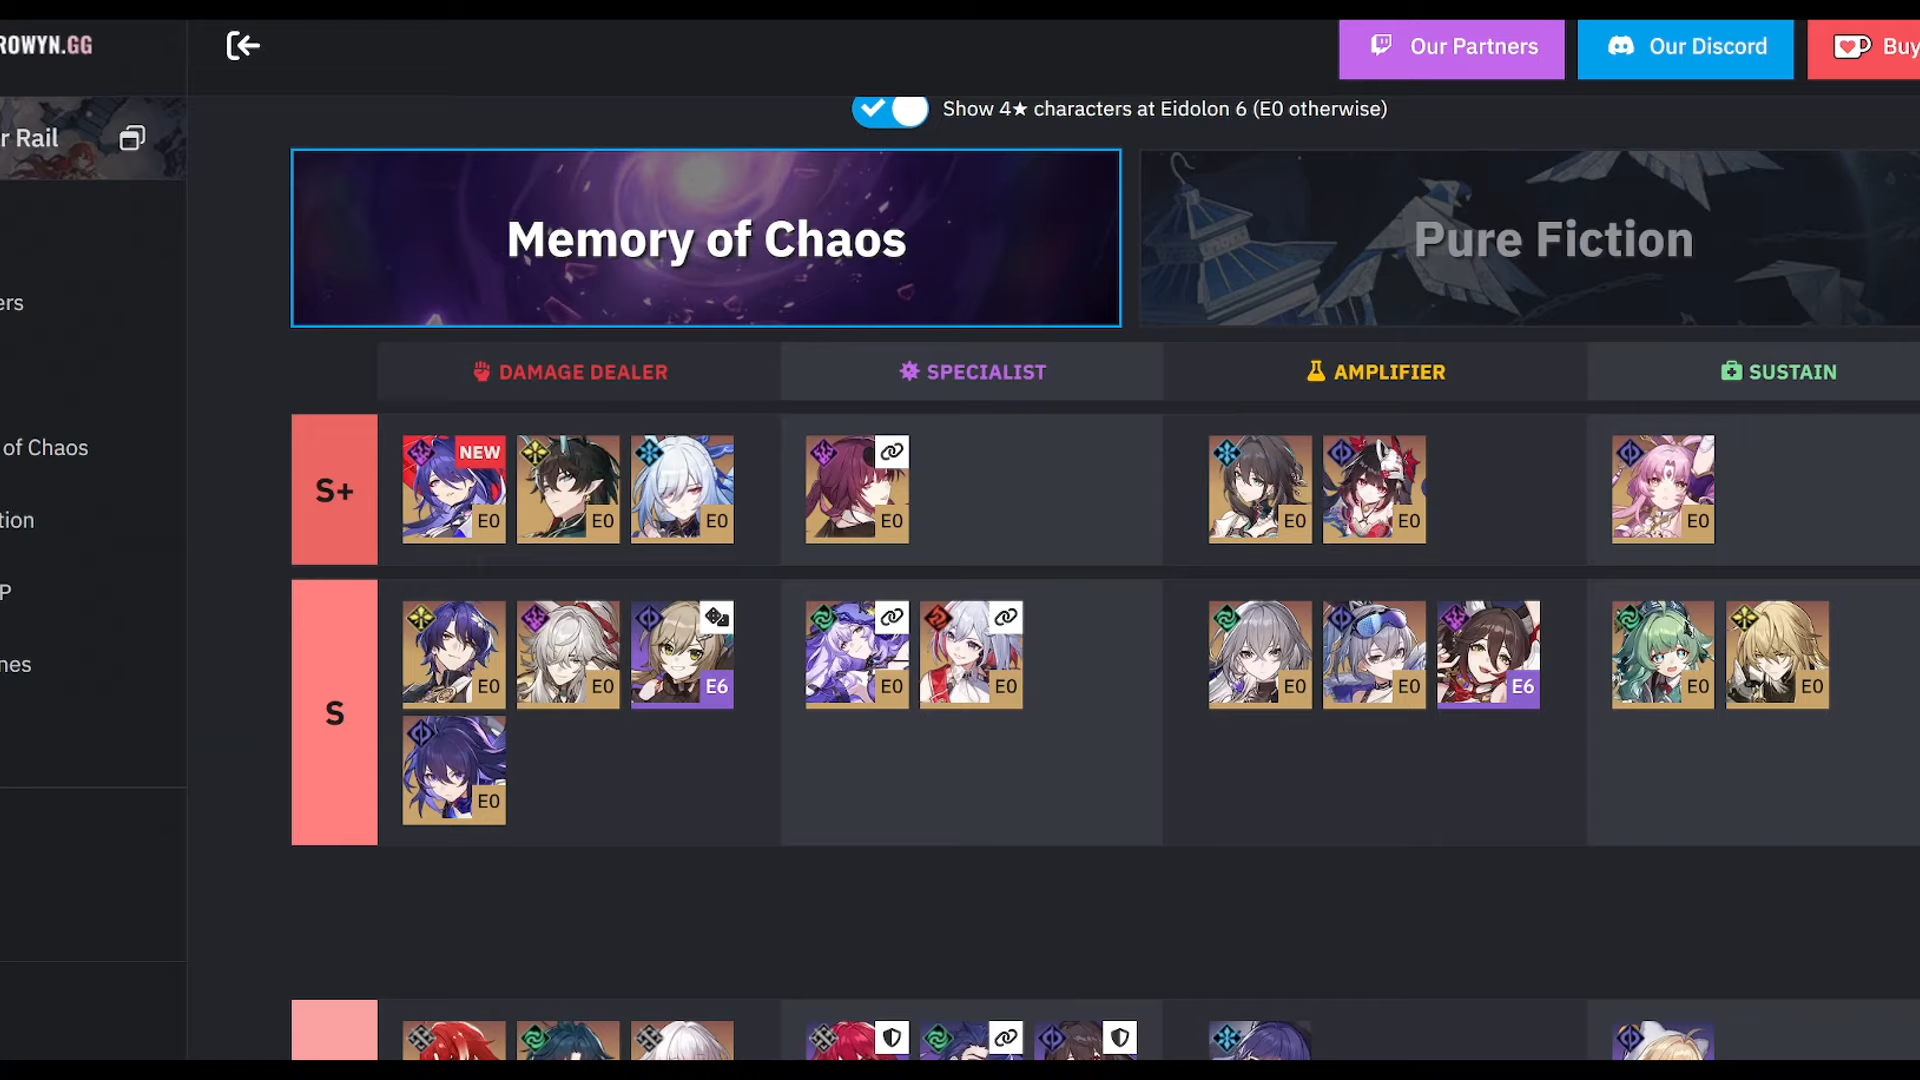 ROWYN.GG
Our Partners
Our Discord
Buy
r Rail
Show 4★ characters at Eidolon 6 (E0 otherwise)
Memory of Chaos
Pure Fiction
ers
of Chaos
tion
P
nes
DAMAGE DEALER
SPECIALIST
AMPLIFIER
SUSTAIN
S+
NEW
E0
E0
E0
E0
E0
E0
E0
S
E0
E0
E6
E0
E0
E0
E0
E6
E0
E0
E0